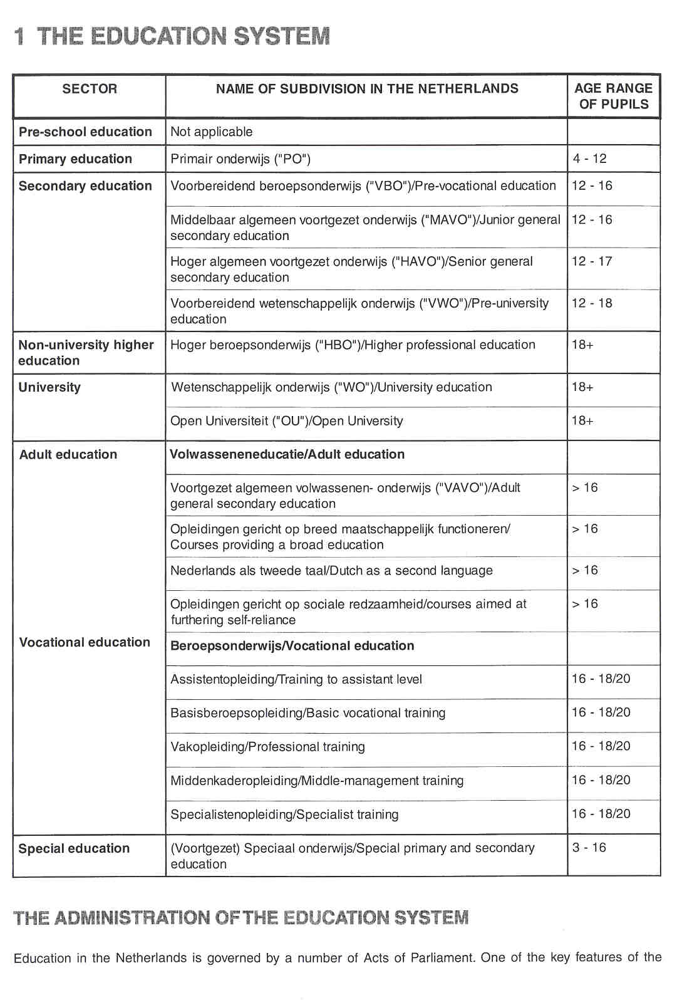 1 THE EDUCATION SYSTEM
SECTOR
NAME OF SUBDIVISION IN THE NETHERLANDS
AGE RANGE
OF PUPILS
Pre-school education
Not applicable
Primary education
Primair onderwijs ("PO")
4 - 12
Secondary education
Voorbereidend beroepsonderwijs ("VBO")/Pre-vocational education
12 - 16
Middelbaar algemeen voortgezet onderwijs ("MAVO")/Junior general
secondary education
12 - 16
Hoger algemeen voortgezet onderwijs ("HAVO")/Senior general
secondary education
12 - 17
Voorbereidend wetenschappelijk onderwijs ("VWO")/Pre-university
education
12 - 18
Non-university higher
education
Hoger beroepsonderwijs ("HBO")/Higher professional education
18+
University
Wetenschappelijk onderwijs ("WO")/University education
18+
Open Universiteit ("OU")/Open University
18+
Adult education
Volwasseneneducatie/Adult education
Voortgezet algemeen volwassenen- onderwijs ("VAVO")/Adult
general secondary education
> 16
Opleidingen gericht op breed maatschappelijk functioneren/
Courses providing a broad education
> 16
Nederlands als tweede taal/Dutch as a second language
> 16
Opleidingen gericht op sociale redzaamheid/courses aimed at
furthering self-reliance
> 16
Vocational education
Beroepsonderwijs/Vocational education
Assistentopleiding/Training to assistant level
16 - 18/20
Basisberoepsopleiding/Basic vocational training
16 - 18/20
Vakopleiding/Professional training
16 - 18/20
Middenkaderopleiding/Middle-management training
16 - 18/20
Specialistenopleiding/Specialist training
16 - 18/20
Special education
(Voortgezet) Speciaal onderwijs/Special primary and secondary
education
3 - 16
THE ADMINISTRATION OF THE EDUCATION SYSTEM
Education in the Netherlands is governed by a number of Acts of Parliament. One of the key features of the